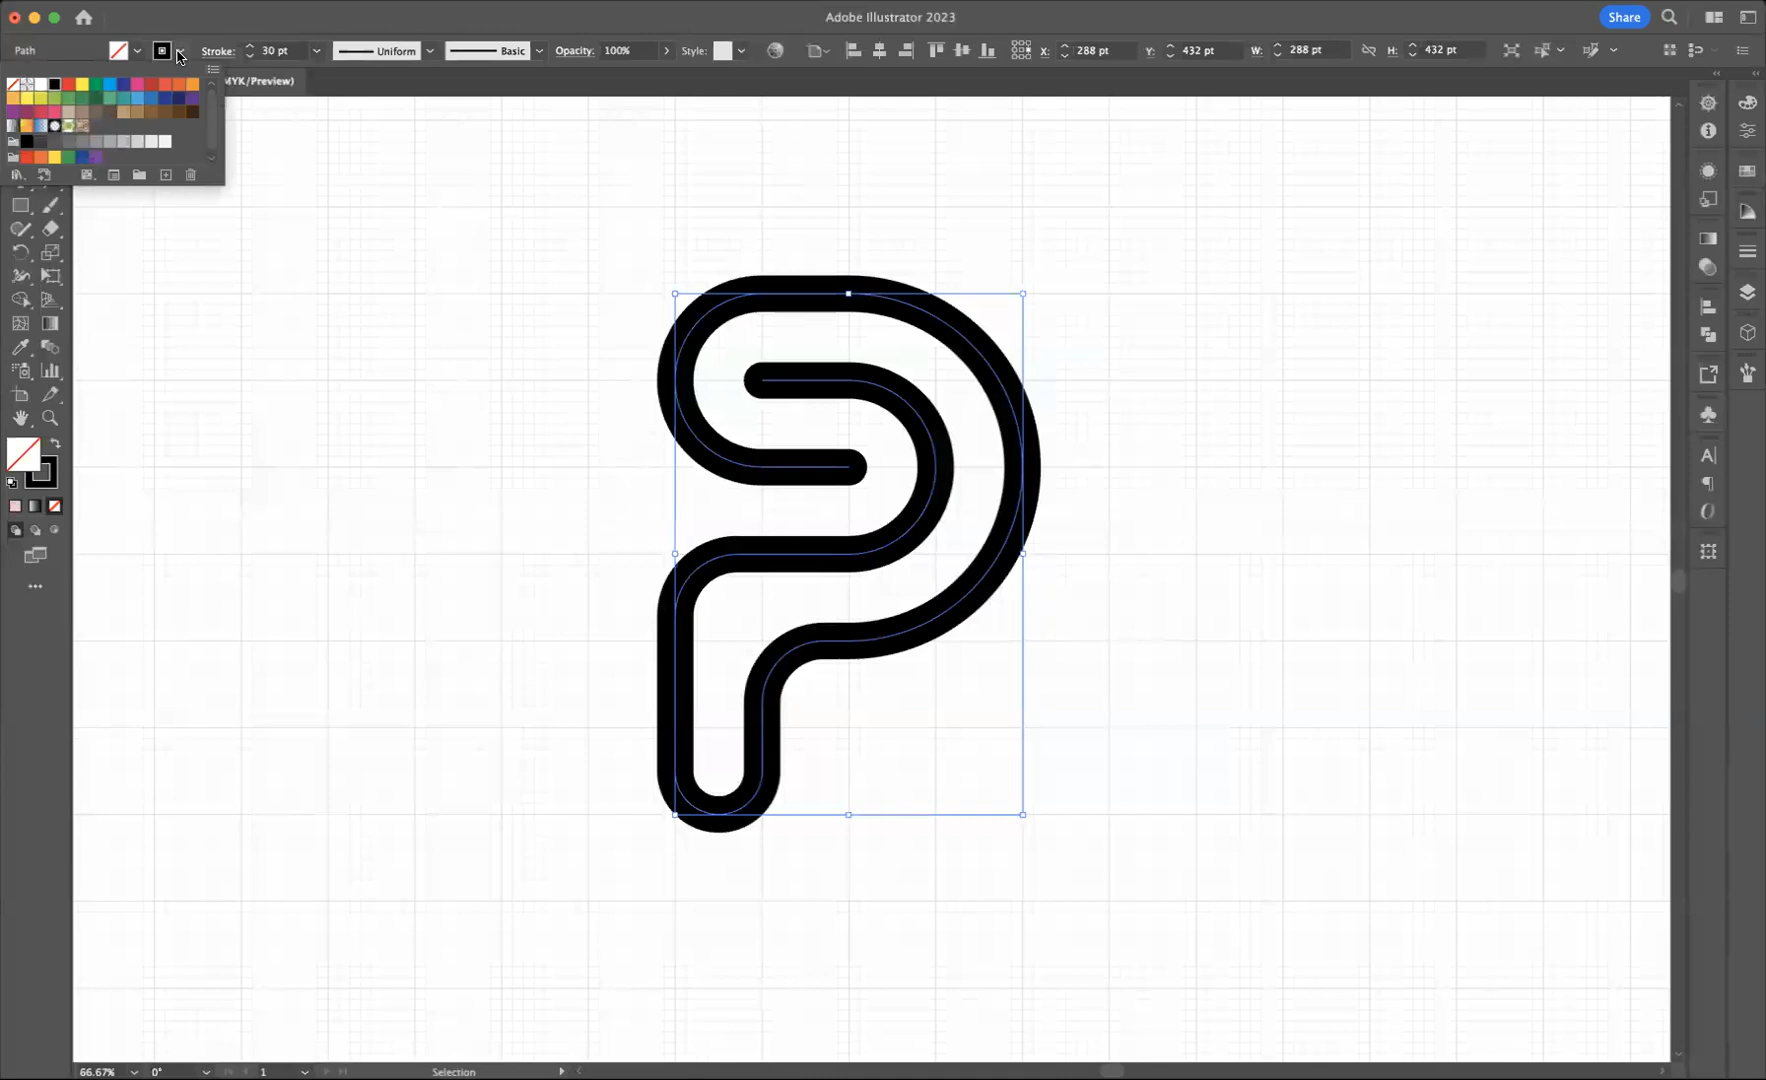 Adobe Illustrator 2023
Share
Path
Stroke: 30 pt Uniform Basic Opacity: 100% Style: X: 288 pt Y: 432 pt W: 288 pt H: 432 pt
MYK/Preview)
66.67% 0° 1 Selection